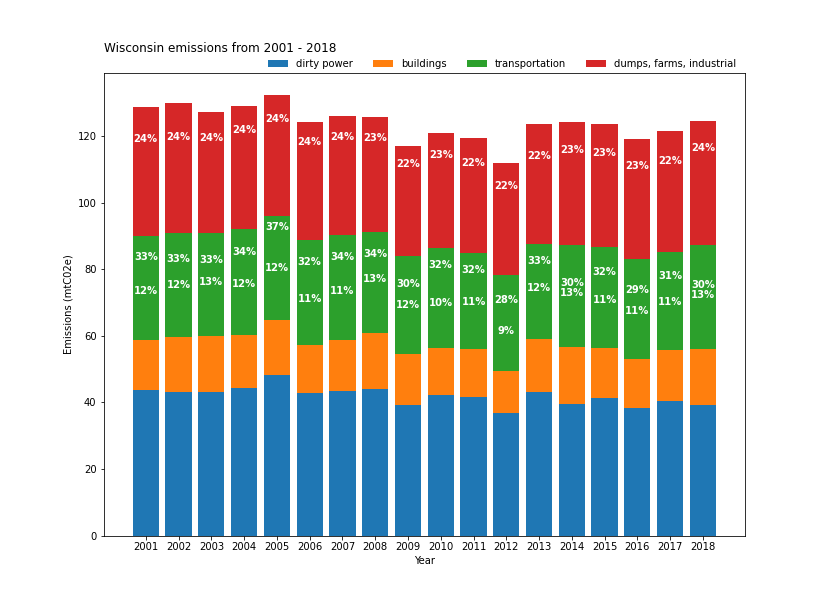 Wisconsin emissions from 2001 - 2018
dirty power buildings transportation dumps, farms, industrial
Emissions (mtC02e)
120
100
80
60
40
20
0
24% 24% 24% 24% 24% 24% 24% 23% 22% 23% 22% 22% 22% 23% 23% 23% 22% 24%
33% 33% 33% 34% 37% 32% 34% 34% 30% 32% 32% 28% 33% 30% 32% 29% 31% 30%
12% 12% 13% 12% 12% 11% 11% 13% 12% 10% 11% 9% 12% 13% 11% 11% 11% 13%
2001 2002 2003 2004 2005 2006 2007 2008 2009 2010 2011 2012 2013 2014 2015 2016 2017 2018
Year